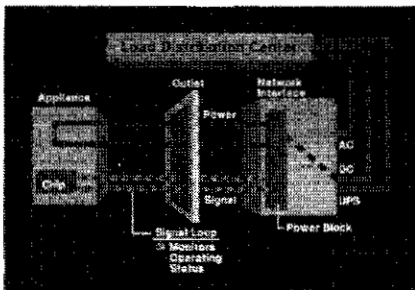 Load Distribution Center
Outlet
Network
Interface
Appliance
Power
AC
DC
Chip
Signal
UPS
Signal Loop
Power Block
Monitors
Operating
Status